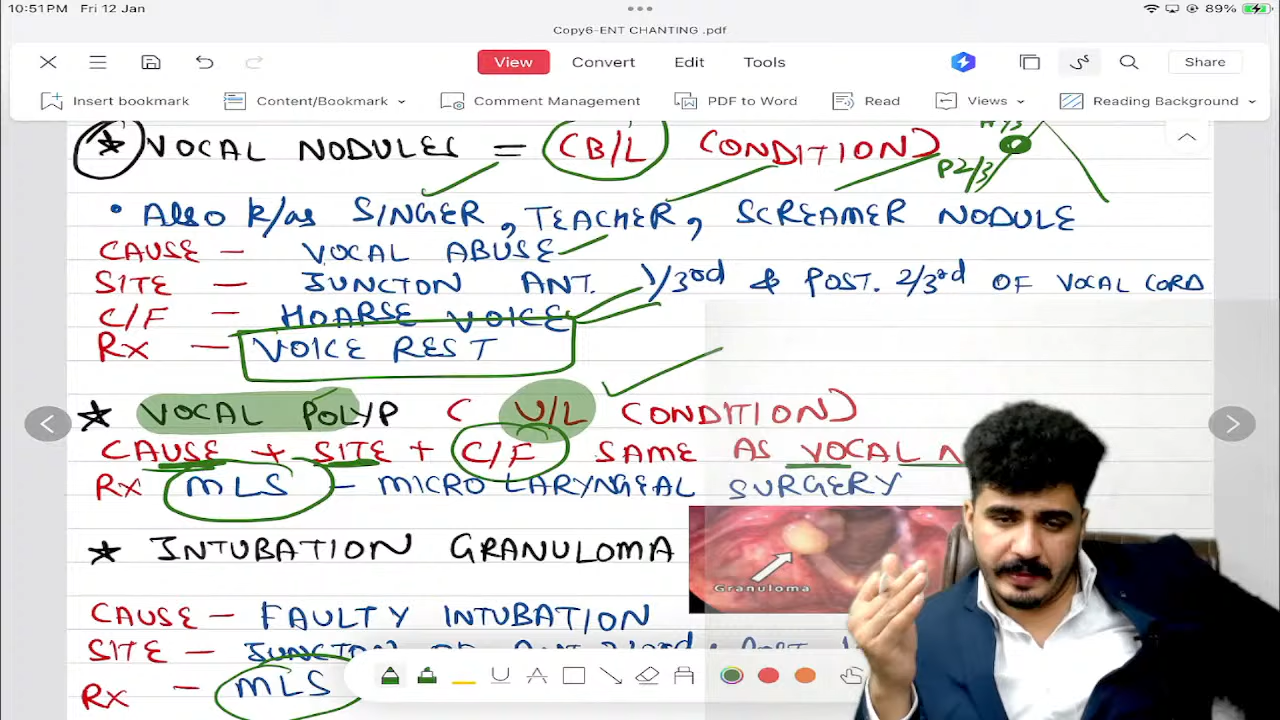 10:51PM Fri 12 Jan 89%
Copy6-ENT CHANTING .pdf
View Convert Edit Tools Share
Insert bookmark Content/Bookmark Comment Management PDF to Word Read Views Reading Background
* VOCAL NODULES = (B/L CONDITION)
P2/3
• Also k/as SINGER, TEACHER, SCREAMER NODULE
CAUSE - VOCAL ABUSE
SITE - JUNCTON ANT. 1/3rd & POST. 2/3rd OF VOCAL CORD
C/F - HOARSE VOICE
Rx - VOICE REST
* VOCAL POLYP ( U/L CONDITION)
CAUSE + SITE + C/F SAME AS VOCAL N
Rx MLS - MICRO LARYNGEAL SURGERY
* INTUBATION GRANULOMA
Granuloma
CAUSE - FAULTY INTUBATION
SITE - JUNCTON OF
Rx - MLS